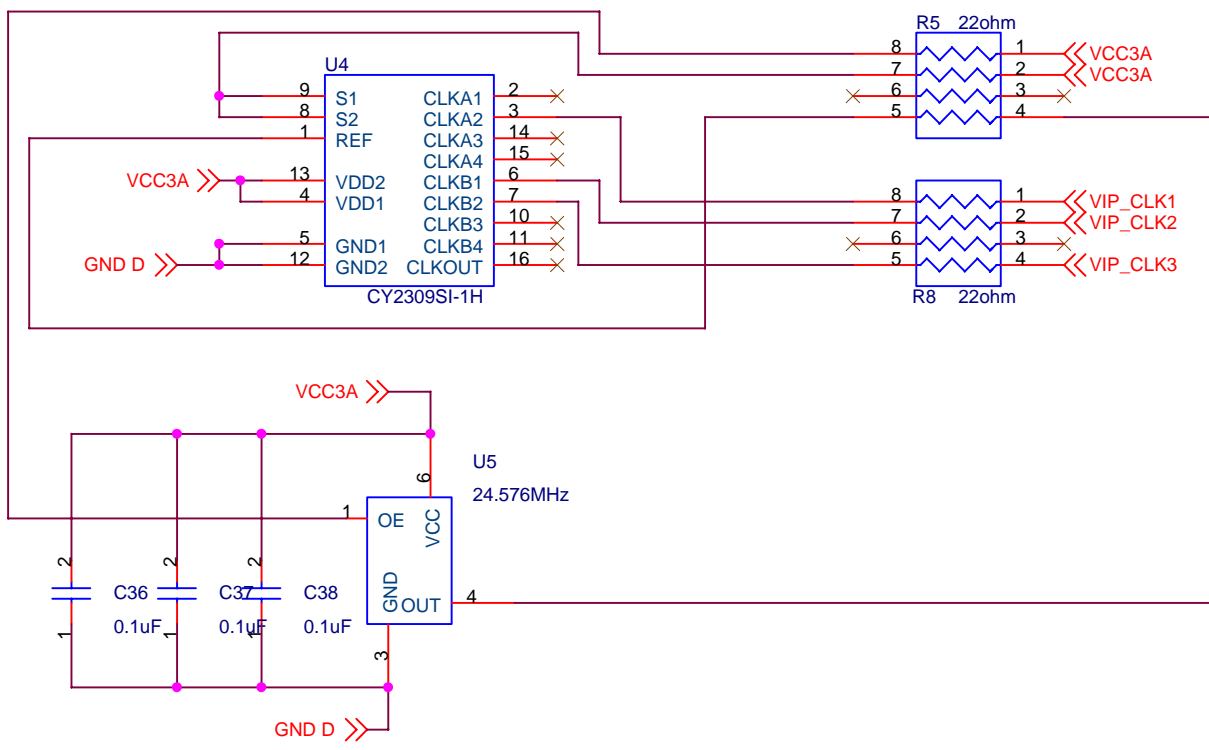 R5 22ohm
8 1 VCC3A
7 2 VCC3A
6 3
5 4
U4
9 S1 CLKA1 2
8 S2 CLKA2 3
1 REF CLKA3 14
CLKA4 15
VCC3A 13 VDD2 CLKB1 6
4 VDD1 CLKB2 7
CLKB3 10
5 GND1 CLKB4 11
GND D 12 GND2 CLKOUT 16
CY2309SI-1H
8 1 VIP_CLK1
7 2 VIP_CLK2
6 3
5 4 VIP_CLK3
R8 22ohm
VCC3A
U5
24.576MHz
6
1 OE VCC
GND OUT 4
3
2 2 2
C36 C37 C38
0.1uF 0.1uF 0.1uF
1 1 1
GND D